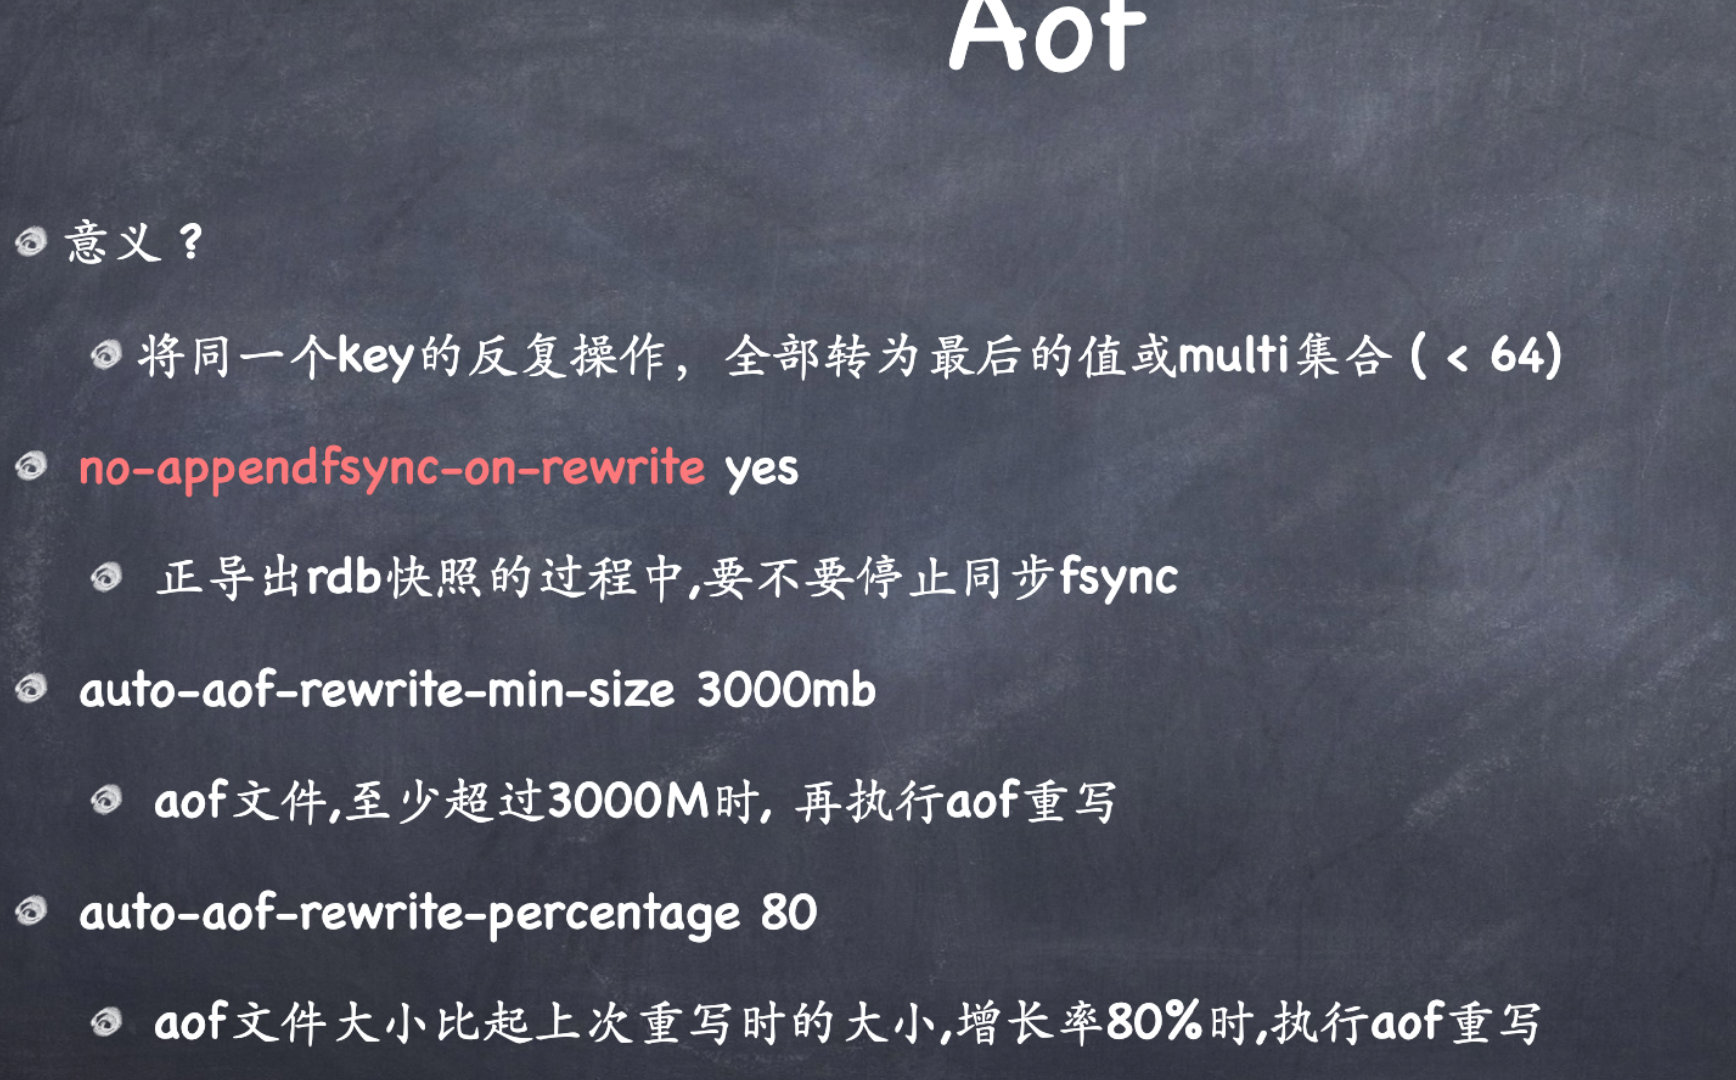 Aof
意义？
将同一个key的反复操作，全部转为最后的值或multi集合 ( < 64)
no-appendfsync-on-rewrite yes
正导出rdb快照的过程中,要不要停止同步fsync
auto-aof-rewrite-min-size 3000mb
aof文件,至少超过3000M时, 再执行aof重写
auto-aof-rewrite-percentage 80
aof文件大小比起上次重写时的大小,增长率80%时,执行aof重写